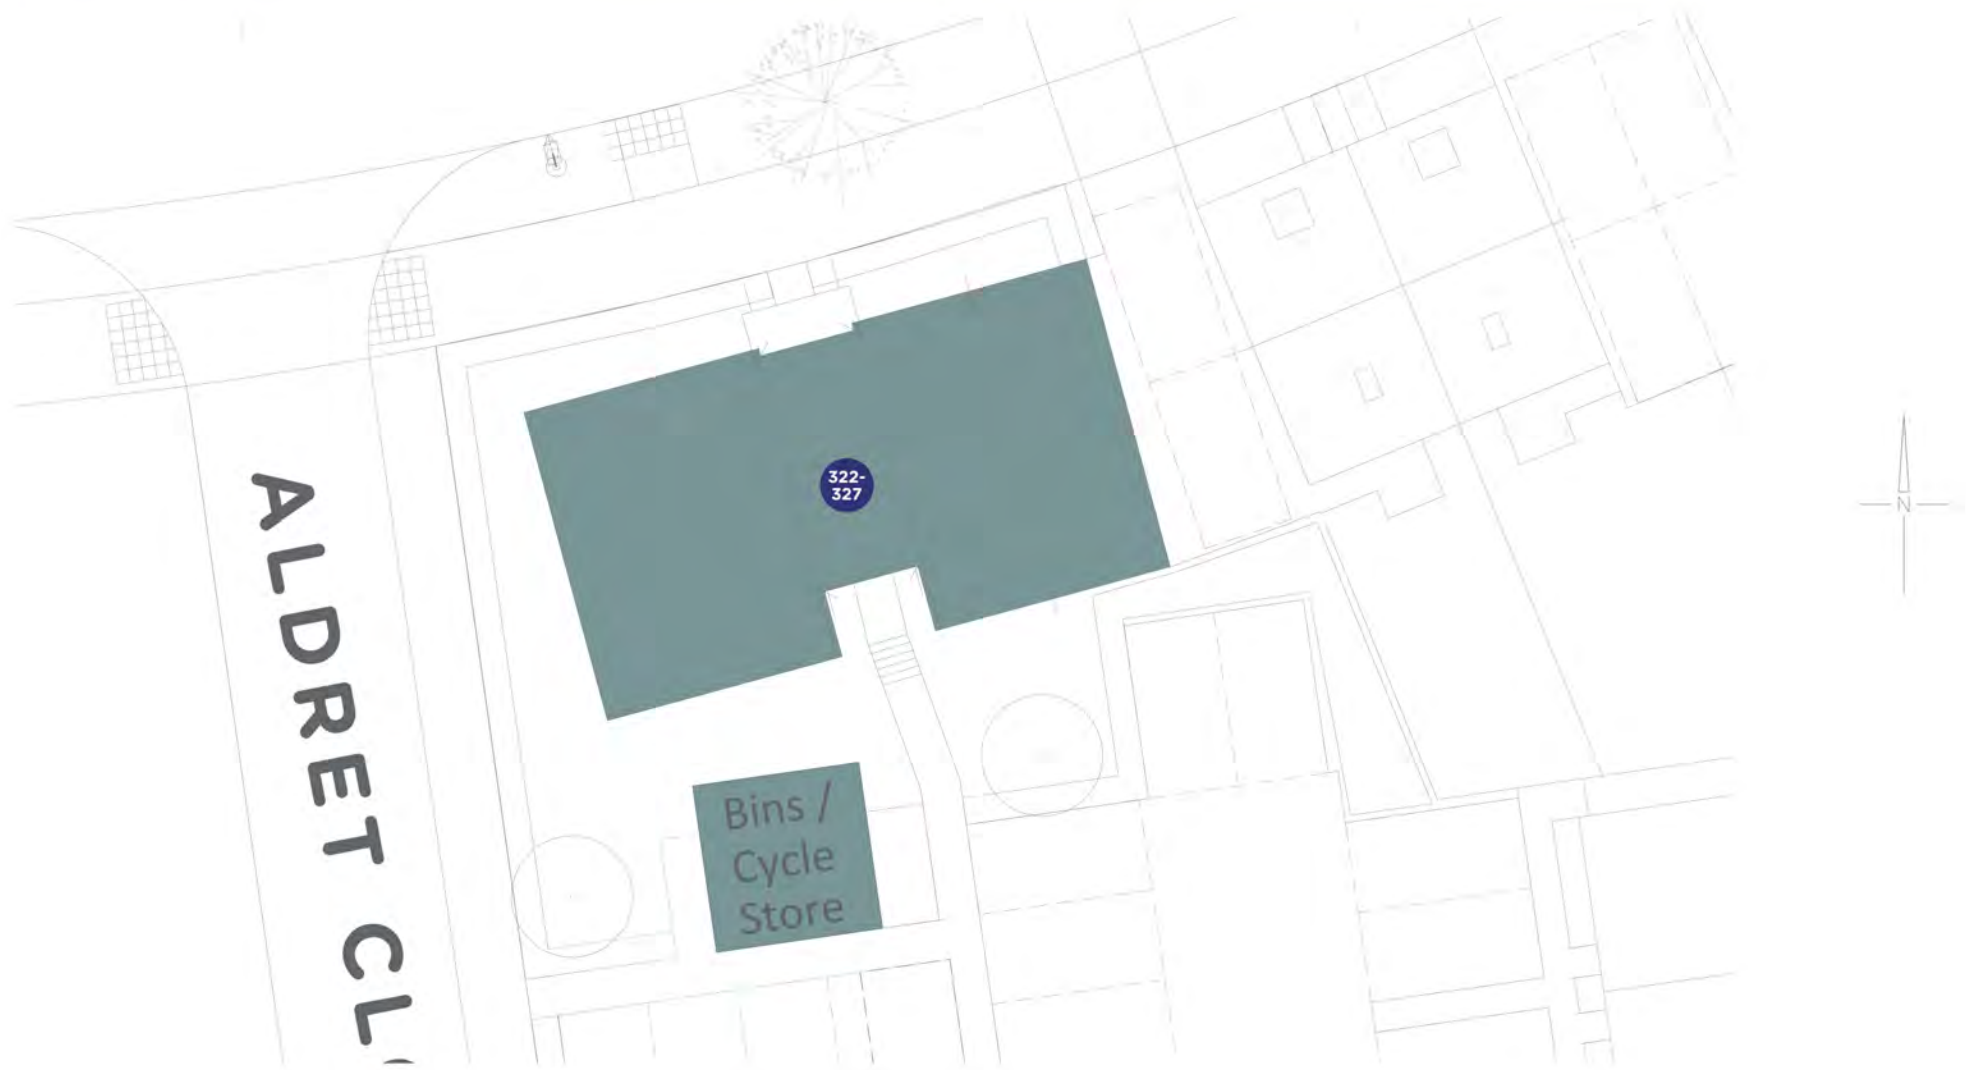 322-
327
N
ALDRET CL
Bins /
Cycle
Store